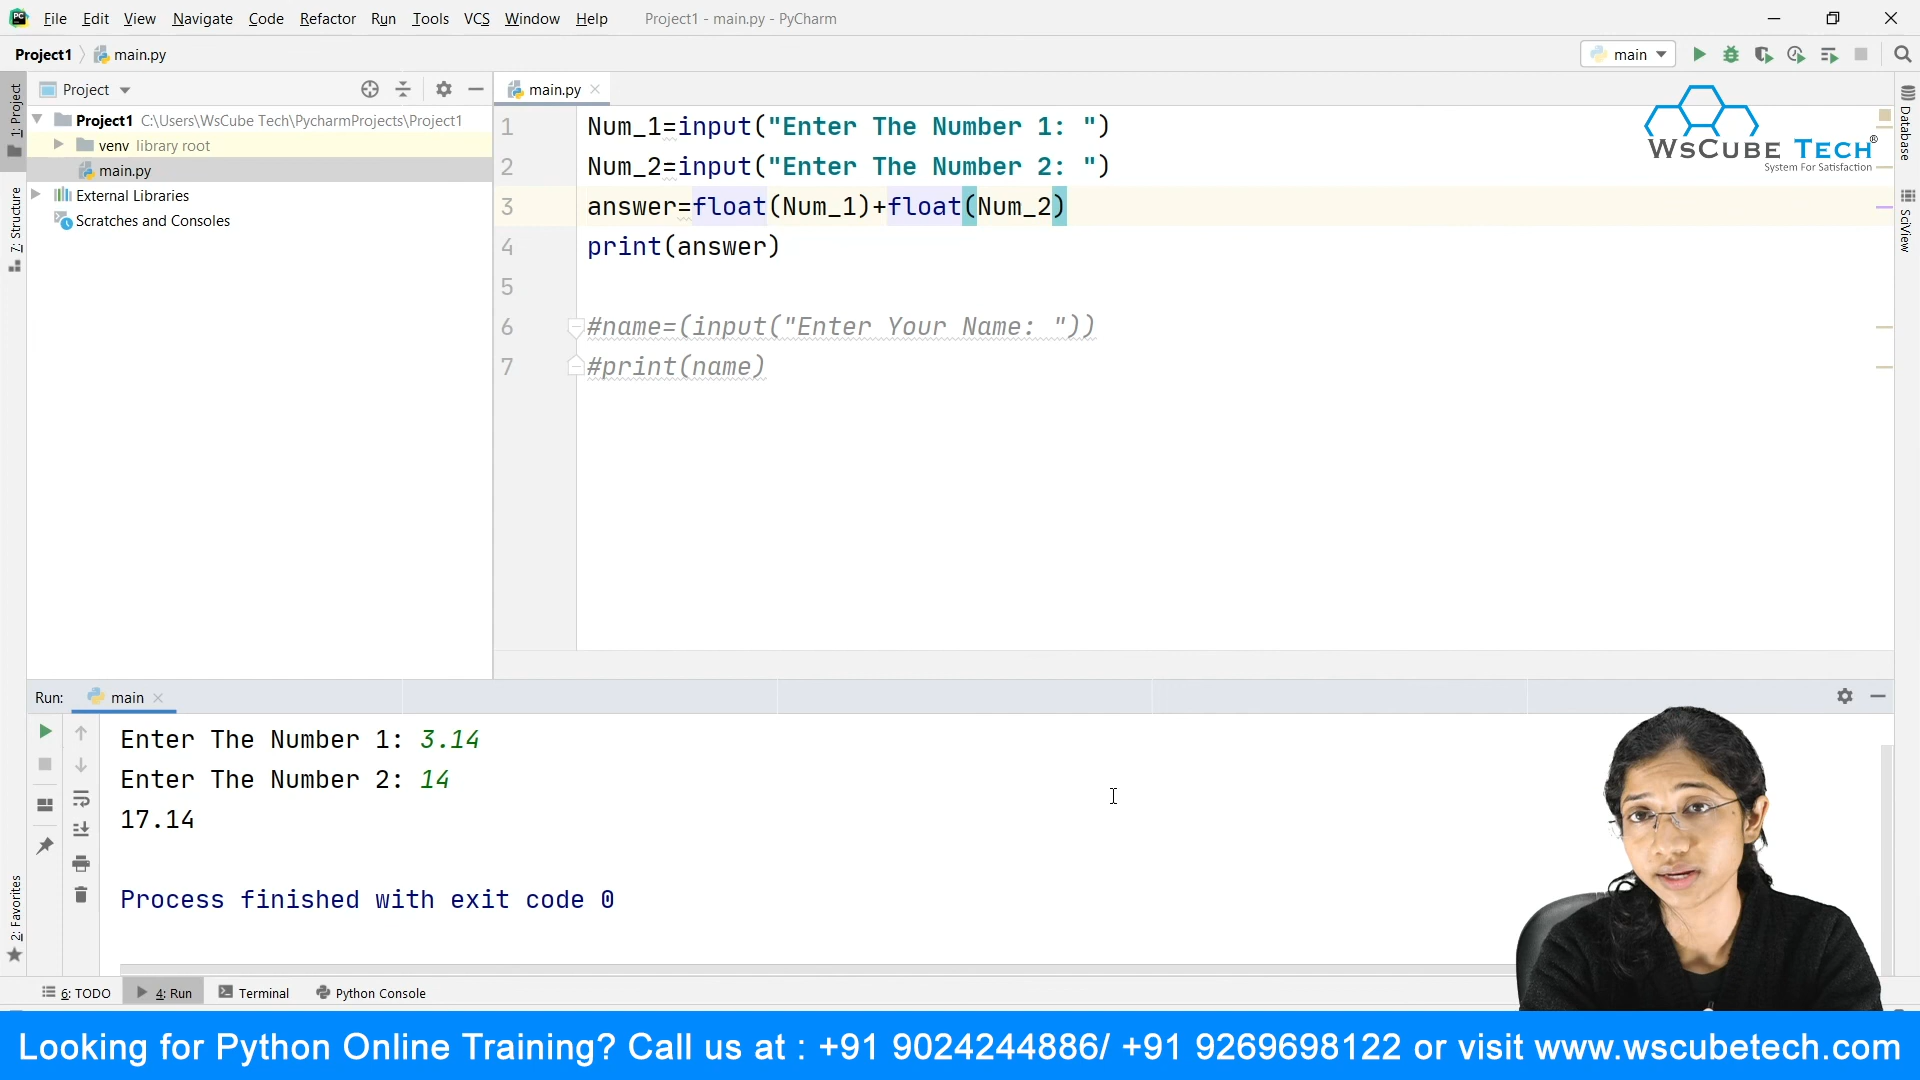 File Edit View Navigate Code Refactor Run Tools VCS Window Help Project1 - main.py - PyCharm
Project1 main.py main
1: Project
Project
Project1 C:\Users\WsCube Tech\PycharmProjects\Project1
venv library root
main.py
External Libraries
Scratches and Consoles
7: Structure
2: Favorites
main.py
1 Num_1=input("Enter The Number 1: ")
2 Num_2=input("Enter The Number 2: ")
3 answer=float(Num_1)+float(Num_2)
4 print(answer)
5
6 #name=(input("Enter Your Name: "))
7 #print(name)
WsCube Tech®
System For Satisfaction
Database
SciView
Run: main
Enter The Number 1: 3.14
Enter The Number 2: 14
17.14
Process finished with exit code 0
6: TODO 4: Run Terminal Python Console
Looking for Python Online Training? Call us at : +91 9024244886/ +91 9269698122 or visit www.wscubetech.com